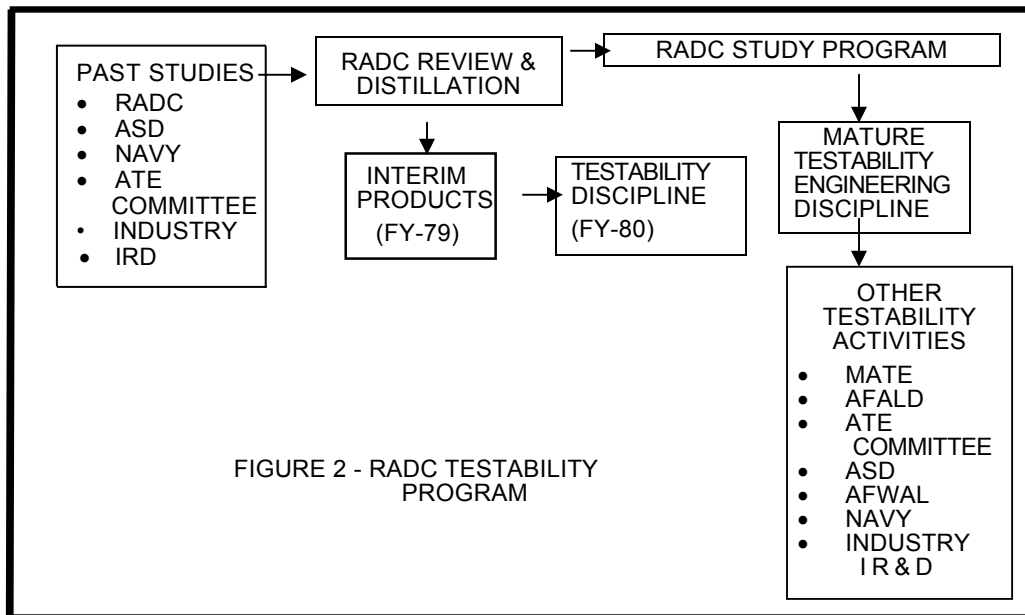 PAST STUDIES
• RADC
• ASD
• NAVY
• ATE
COMMITTEE
• INDUSTRY
• IRD
RADC REVIEW &
DISTILLATION
RADC STUDY PROGRAM
INTERIM
PRODUCTS
(FY-79)
TESTABILITY
DISCIPLINE
(FY-80)
MATURE
TESTABILITY
ENGINEERING
DISCIPLINE
OTHER
TESTABILITY
ACTIVITIES
• MATE
• AFALD
• ATE
COMMITTEE
• ASD
• AFWAL
• NAVY
• INDUSTRY
I R & D
FIGURE 2 - RADC TESTABILITY
PROGRAM